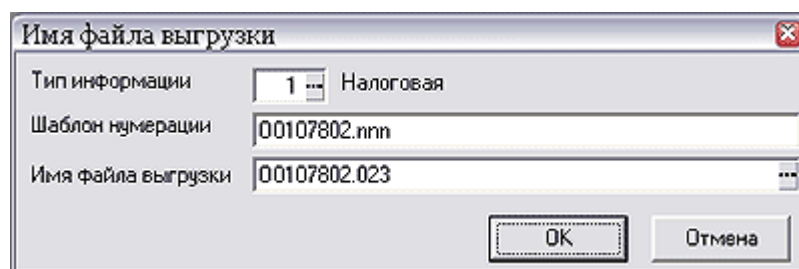 Имя файла выгрузки
Тип информации 1 ... Налоговая
Шаблон нумерации 00107802.nnn
Имя файла выгрузки 00107802.023 ...
OK Отмена